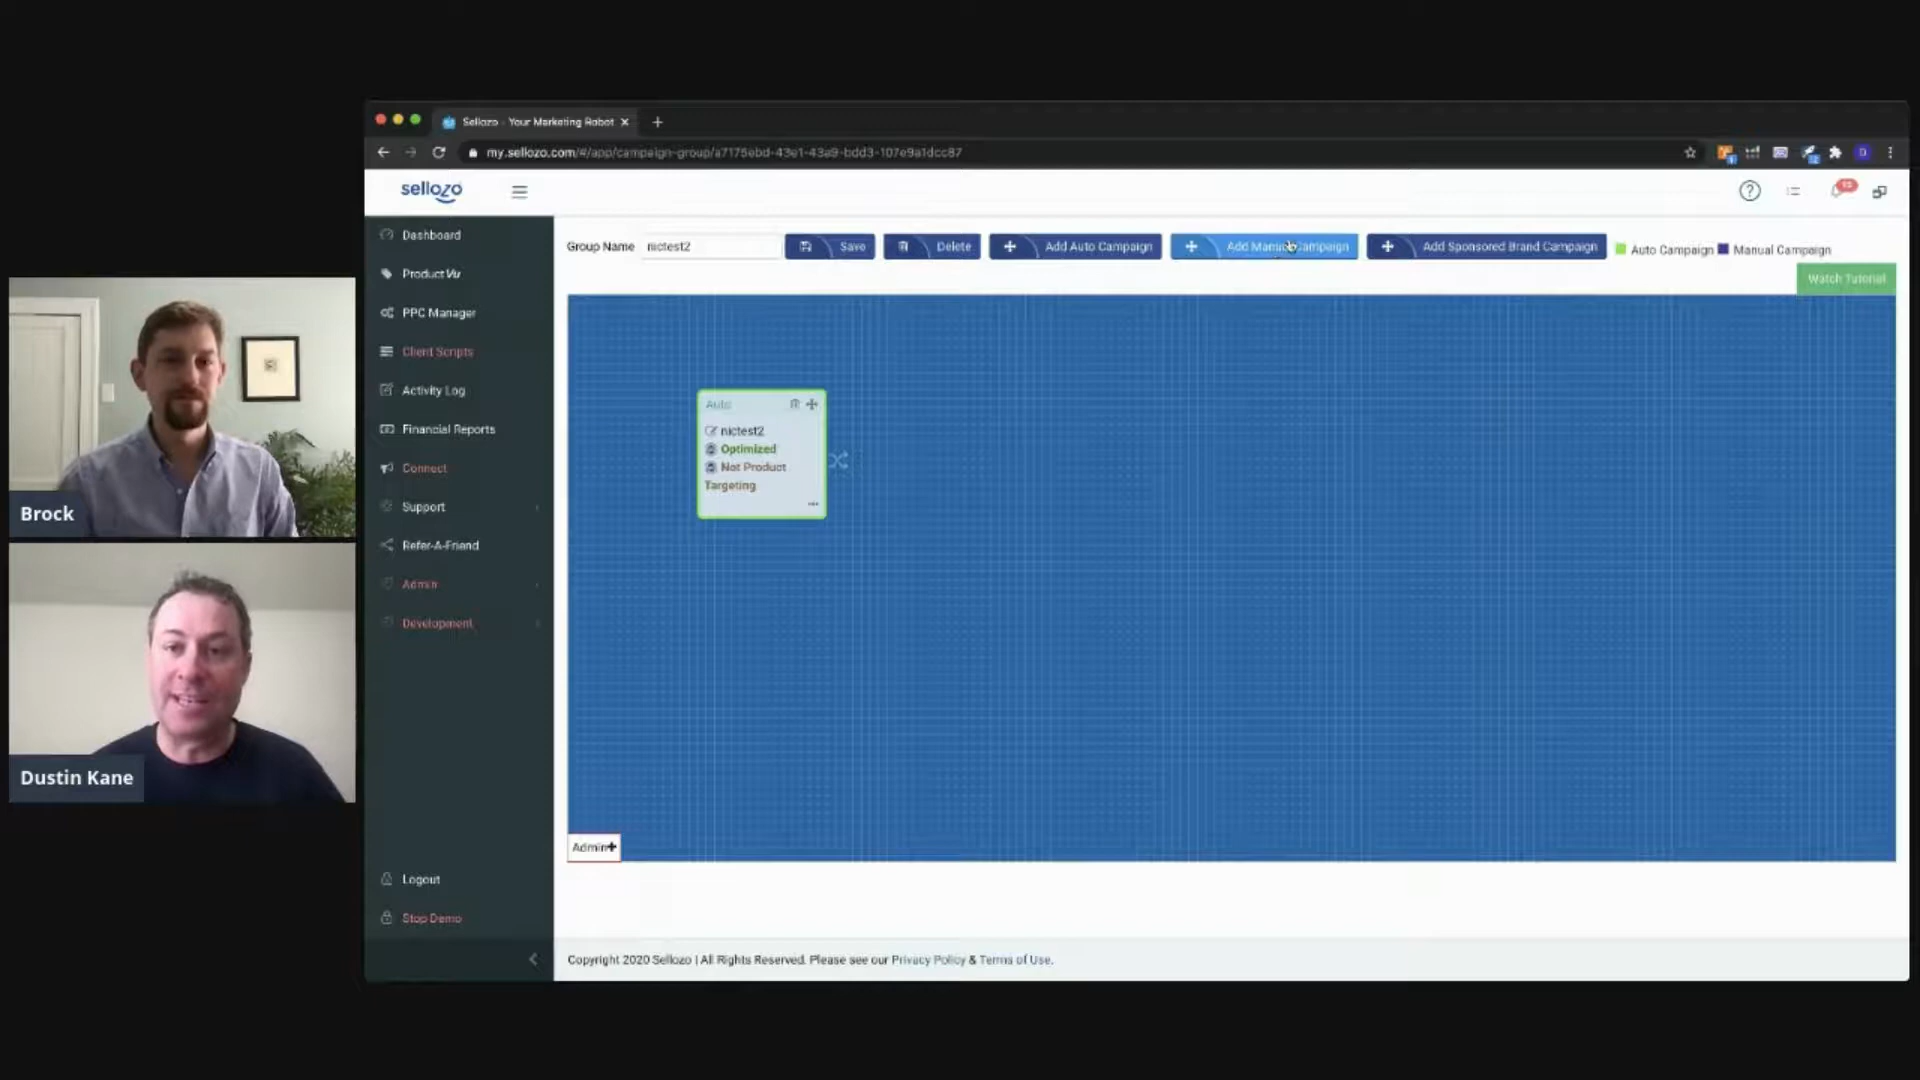 Sellozo - Your Marketing Robot
my.sellozo.com/#/app/campaign-group/a7175ebd-43e1-43a9-bdd3-107e9a1dcc87
sellozo
Group Name nictest2 Save Delete Add Auto Campaign Add Manual Campaign Add Sponsored Brand Campaign Auto Campaign Manual Campaign
Watch Tutorial
Dashboard
Product Vu
PPC Manager
Client Scripts
Activity Log
Financial Reports
Connect
Support
Refer-A-Friend
Admin
Development
Logout
Stop Demo
Auto
nictest2
Optimized
Not Product
Targeting
Admin+
Copyright 2020 Sellozo | All Rights Reserved. Please see our Privacy Policy & Terms of Use.
Brock
Dustin Kane